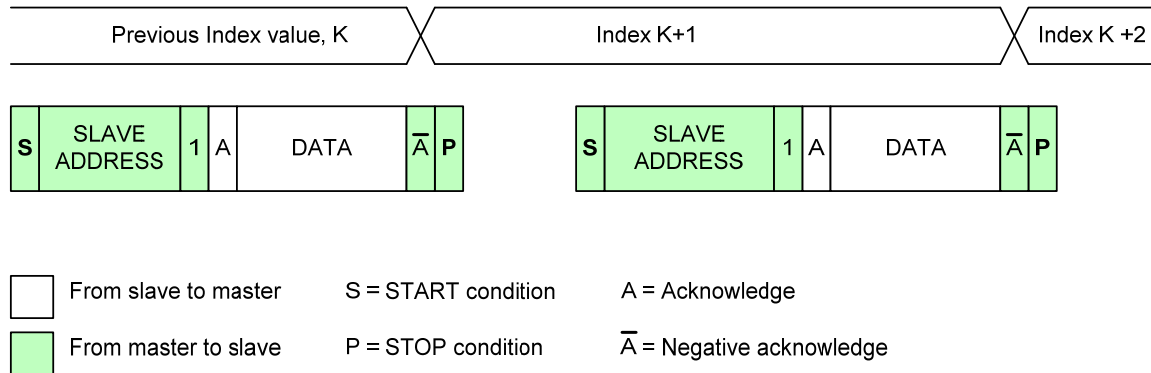 Previous Index value, K Index K+1 Index K +2
S SLAVE ADDRESS 1 A DATA A̅ P S SLAVE ADDRESS 1 A DATA A̅ P
From slave to master S = START condition A = Acknowledge
From master to slave P = STOP condition A̅ = Negative acknowledge